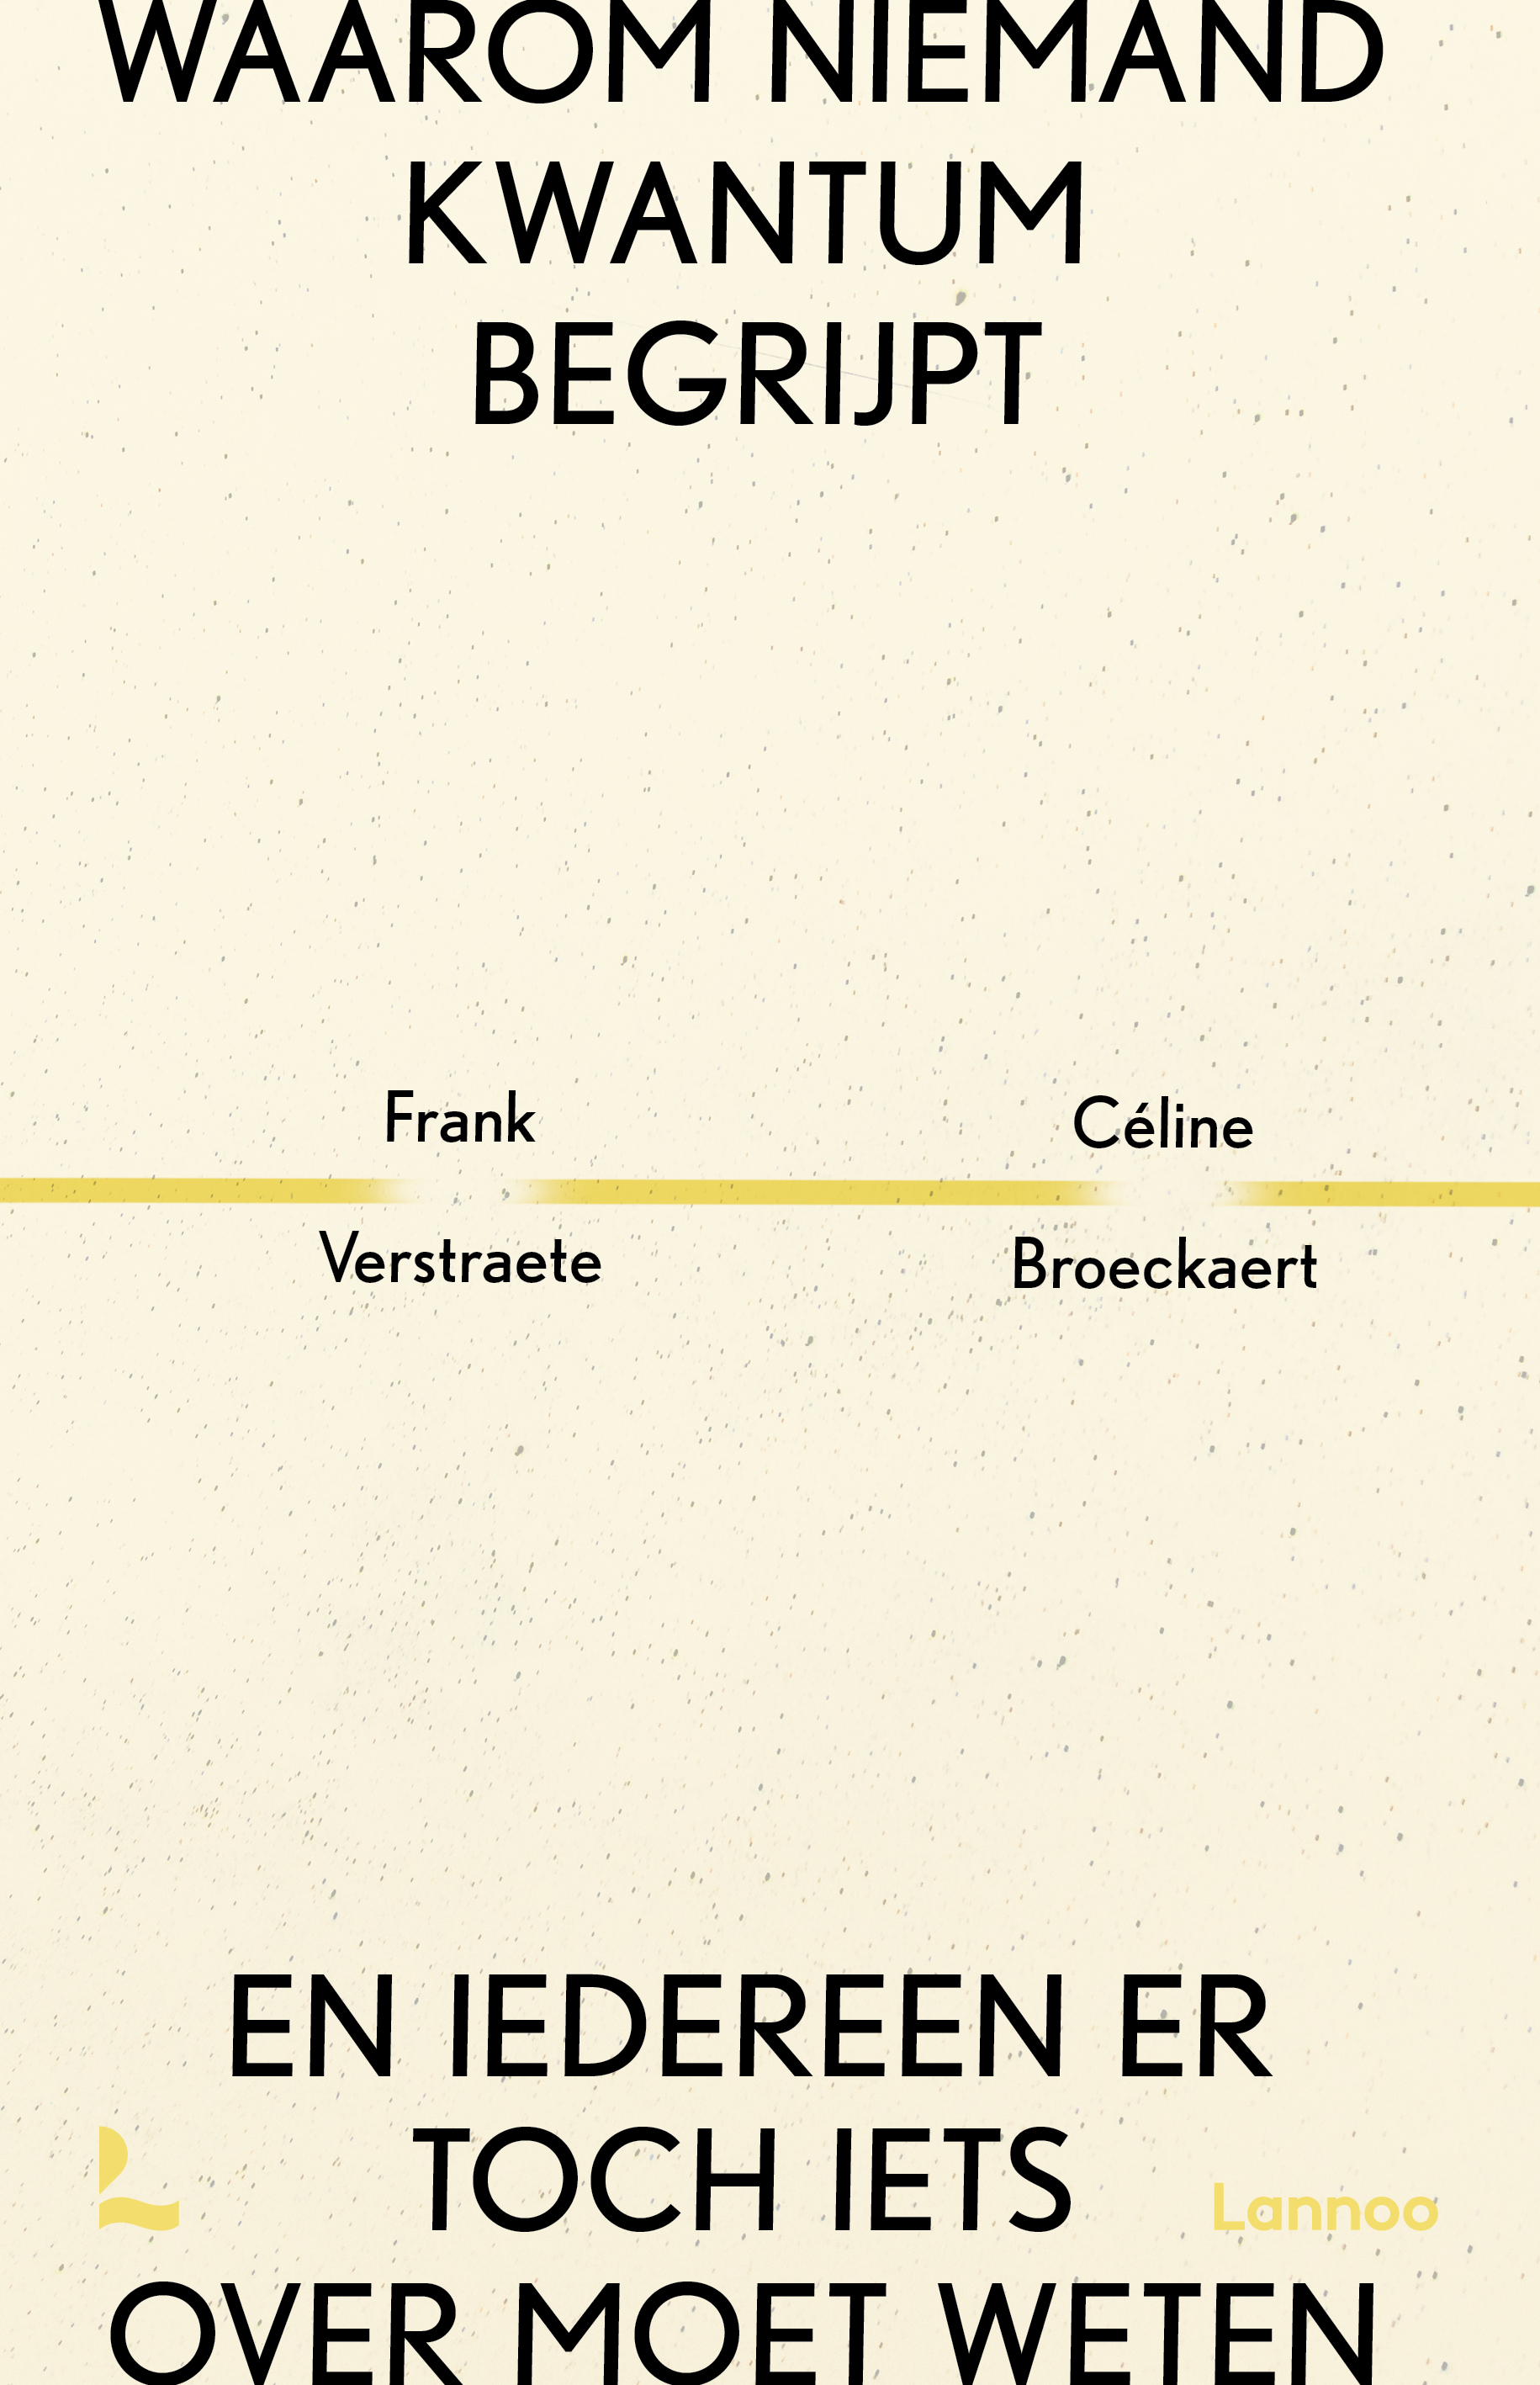 WAAROM NIEMAND
KWANTUM
BEGRIJPT
Frank
Verstraete
Céline
Broeckaert
EN IEDEREEN ER
TOCH IETS
OVER MOET WETEN
L
Lannoo